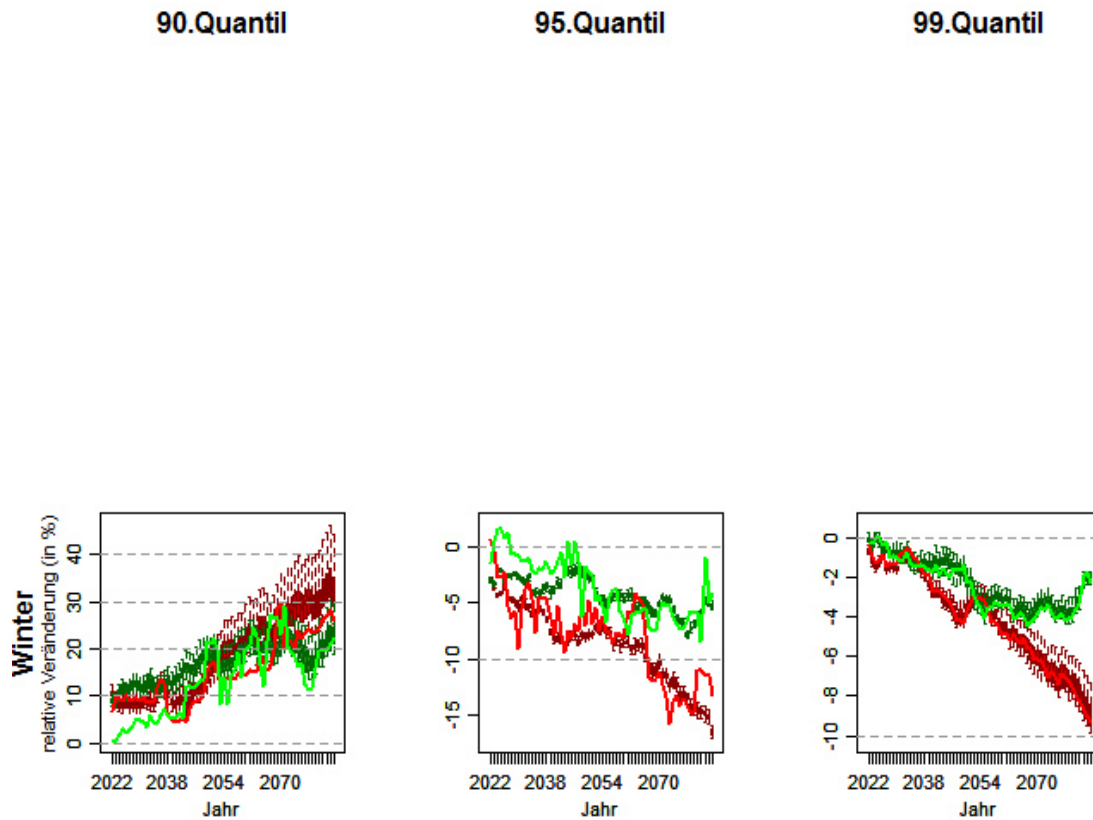 90.Quantil 95.Quantil 99.Quantil
Winter
relative Veränderung (in %)
40
30
20
10
0
2022 2038 2054 2070
Jahr
0
-5
-10
-15
2022 2038 2054 2070
Jahr
0
-2
-4
-6
-8
-10
2022 2038 2054 2070
Jahr